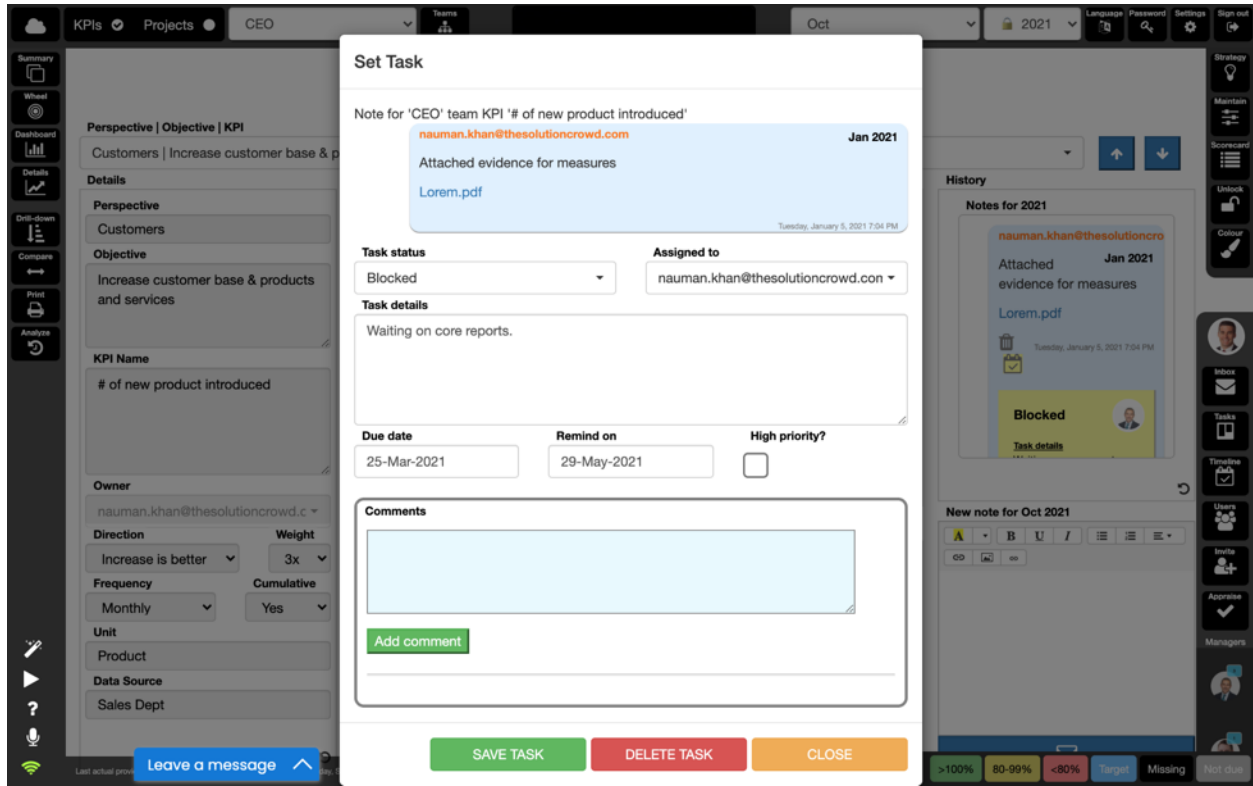 KPIs
Projects
CEO
Teams
Oct
2021
Language
Password
Settings
Sign out
Summary
Wheel
Dashboard
Details
Drill-down
Compare
Print
Analyze
Perspective | Objective | KPI
Customers | Increase customer base & p
Details
Perspective
Customers
Objective
Increase customer base & products
and services
KPI Name
# of new product introduced
Owner
nauman.khan@thesolutioncrowd.c
Direction
Weight
Increase is better
3x
Frequency
Cumulative
Monthly
Yes
Unit
Product
Data Source
Sales Dept
Last actual provi
Leave a message
Set Task
Note for 'CEO' team KPI '# of new product introduced'
nauman.khan@thesolutioncrowd.com
Jan 2021
Attached evidence for measures
Lorem.pdf
Tuesday, January 5, 2021 7:04 PM
Task status
Assigned to
Blocked
nauman.khan@thesolutioncrowd.con
Task details
Waiting on core reports.
Due date
Remind on
High priority?
25-Mar-2021
29-May-2021
Comments
Add comment
SAVE TASK
DELETE TASK
CLOSE
History
Notes for 2021
nauman.khan@thesolutioncro
Jan 2021
Attached
evidence for measures
Lorem.pdf
Tuesday, January 5, 2021 7:04 PM
Blocked
Task details
New note for Oct 2021
A
B
U
I
>100%
80-99%
<80%
Target
Missing
Not due
Strategy
Maintain
Scorecard
Unlock
Colour
Inbox
Tasks
Timeline
Users
Invite
Appraise
Managers